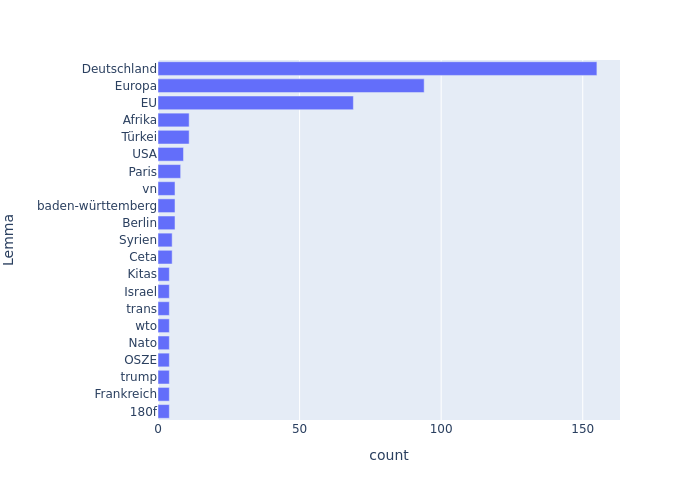 Deutschland
Europa
EU
Afrika
Türkei
USA
Paris
vn
baden-württemberg
Berlin
Syrien
Ceta
Kitas
Israel
trans
wto
Nato
OSZE
trump
Frankreich
180f
0 50 100 150
count
Lemma